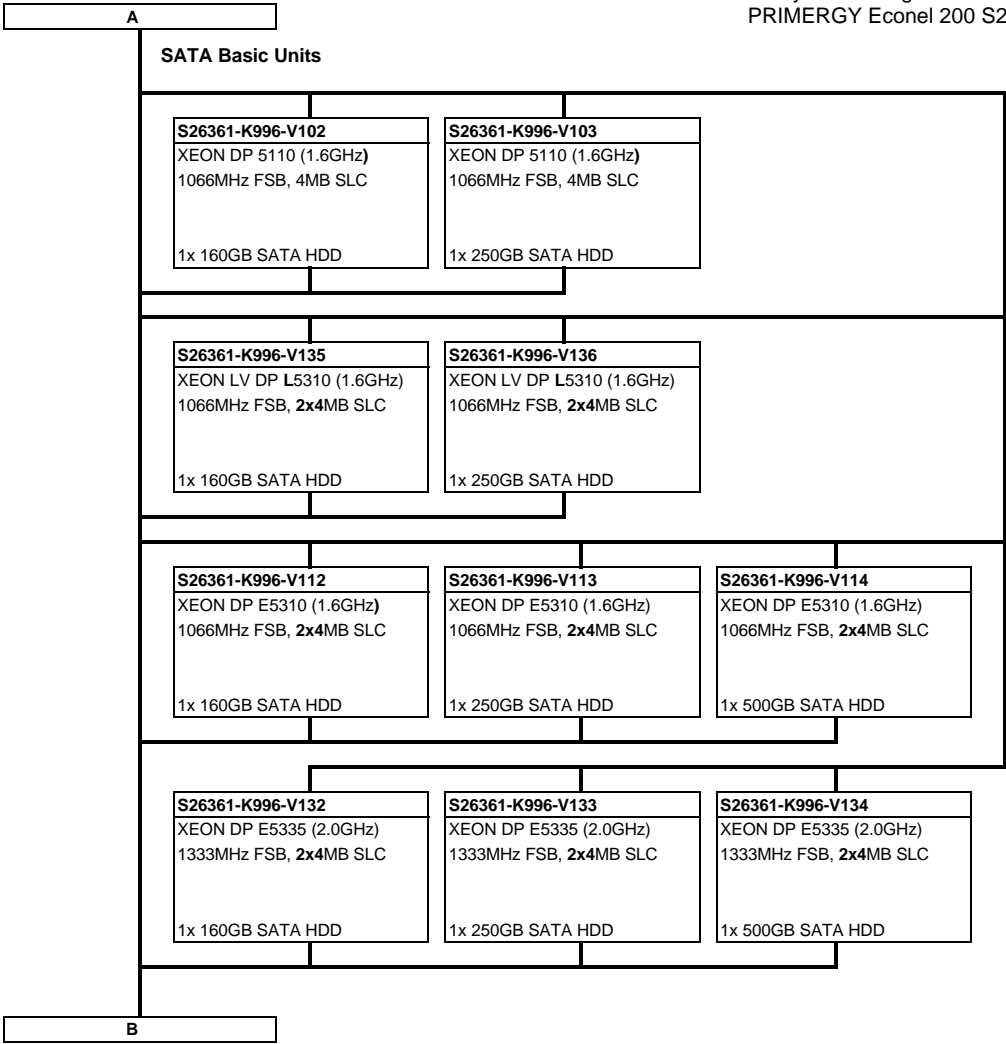 A
PRIMERGY Econel 200 S2
SATA Basic Units
S26361-K996-V102
XEON DP 5110 (1.6GHz)
1066MHz FSB, 4MB SLC
1x 160GB SATA HDD
S26361-K996-V103
XEON DP 5110 (1.6GHz)
1066MHz FSB, 4MB SLC
1x 250GB SATA HDD
S26361-K996-V135
XEON LV DP L5310 (1.6GHz)
1066MHz FSB, 2x4MB SLC
1x 160GB SATA HDD
S26361-K996-V136
XEON LV DP L5310 (1.6GHz)
1066MHz FSB, 2x4MB SLC
1x 250GB SATA HDD
S26361-K996-V112
XEON DP E5310 (1.6GHz)
1066MHz FSB, 2x4MB SLC
1x 160GB SATA HDD
S26361-K996-V113
XEON DP E5310 (1.6GHz)
1066MHz FSB, 2x4MB SLC
1x 250GB SATA HDD
S26361-K996-V114
XEON DP E5310 (1.6GHz)
1066MHz FSB, 2x4MB SLC
1x 500GB SATA HDD
S26361-K996-V132
XEON DP E5335 (2.0GHz)
1333MHz FSB, 2x4MB SLC
1x 160GB SATA HDD
S26361-K996-V133
XEON DP E5335 (2.0GHz)
1333MHz FSB, 2x4MB SLC
1x 250GB SATA HDD
S26361-K996-V134
XEON DP E5335 (2.0GHz)
1333MHz FSB, 2x4MB SLC
1x 500GB SATA HDD
B